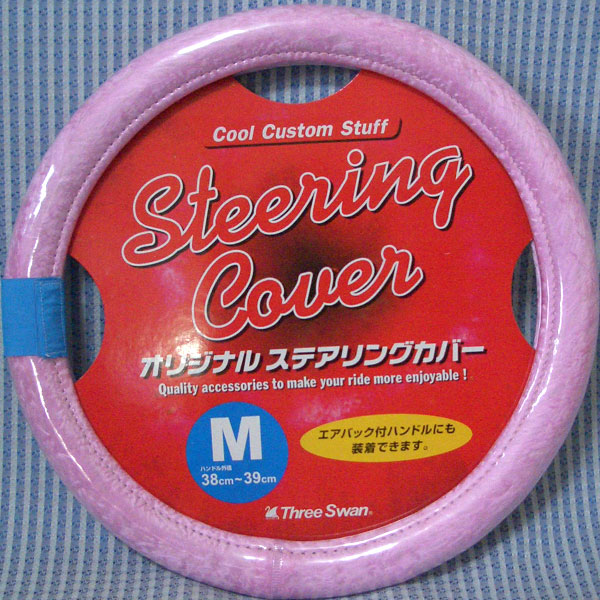 Cool Custom Stuff
Steering
Cover
オリジナル ステアリングカバー
Quality accessories to make your ride more enjoyable !
M
ハンドル外径
38cm～39cm
エアバック付ハンドルにも
装着できます。
Three Swan®